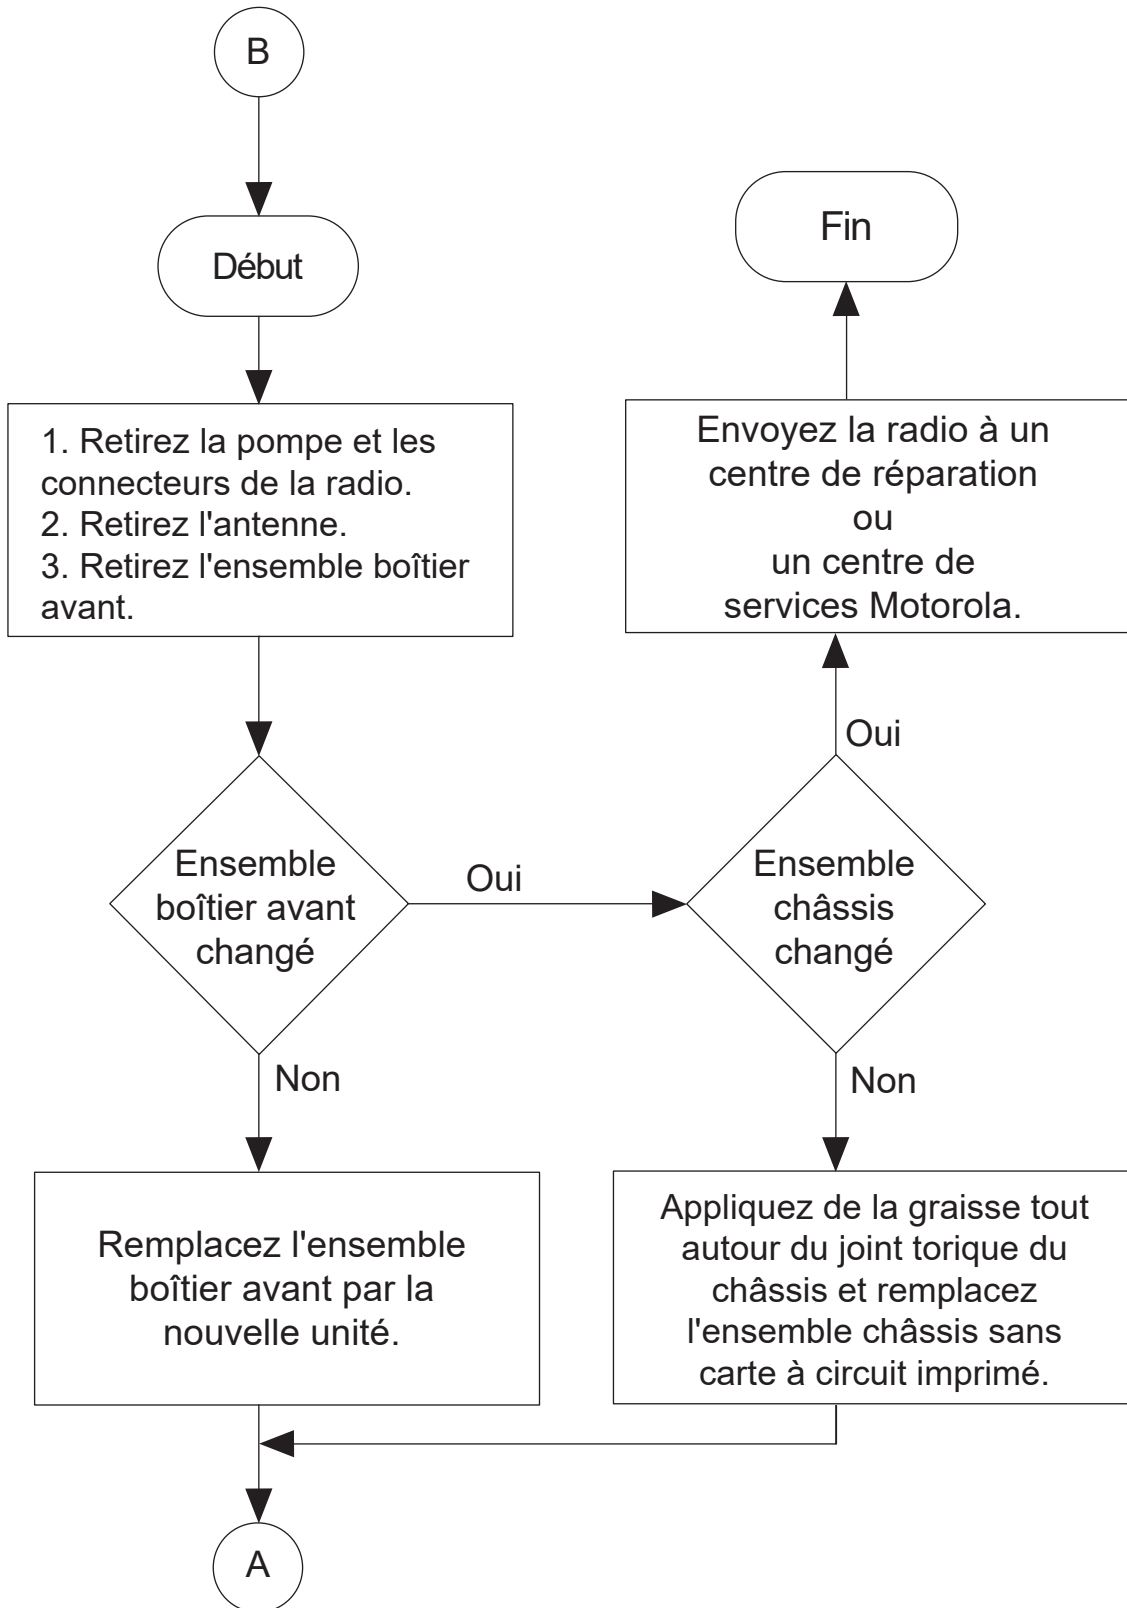 B
Début
1. Retirez la pompe et les
connecteurs de la radio.
2. Retirez l'antenne.
3. Retirez l'ensemble boîtier
avant.
Ensemble
boîtier avant
changé
Oui
Non
Remplacez l'ensemble
boîtier avant par la
nouvelle unité.
A
Fin
Envoyez la radio à un
centre de réparation
ou
un centre de
services Motorola.
Oui
Ensemble
châssis
changé
Non
Appliquez de la graisse tout
autour du joint torique du
châssis et remplacez
l'ensemble châssis sans
carte à circuit imprimé.